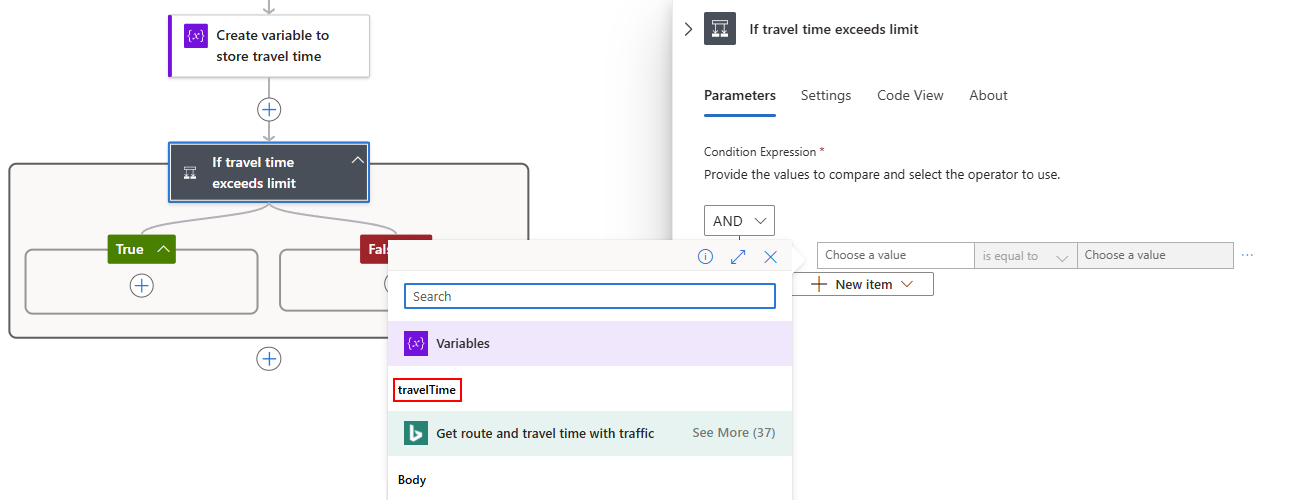 {x}
Create variable to
store travel time
If travel time
exceeds limit
True
If travel time exceeds limit
Parameters
Settings
Code View
About
Condition Expression *
Provide the values to compare and select the operator to use.
AND
Choose a value
is equal to
Choose a value
...
New item
Search
{x}
Variables
travelTime
Get route and travel time with traffic
See More (37)
Body